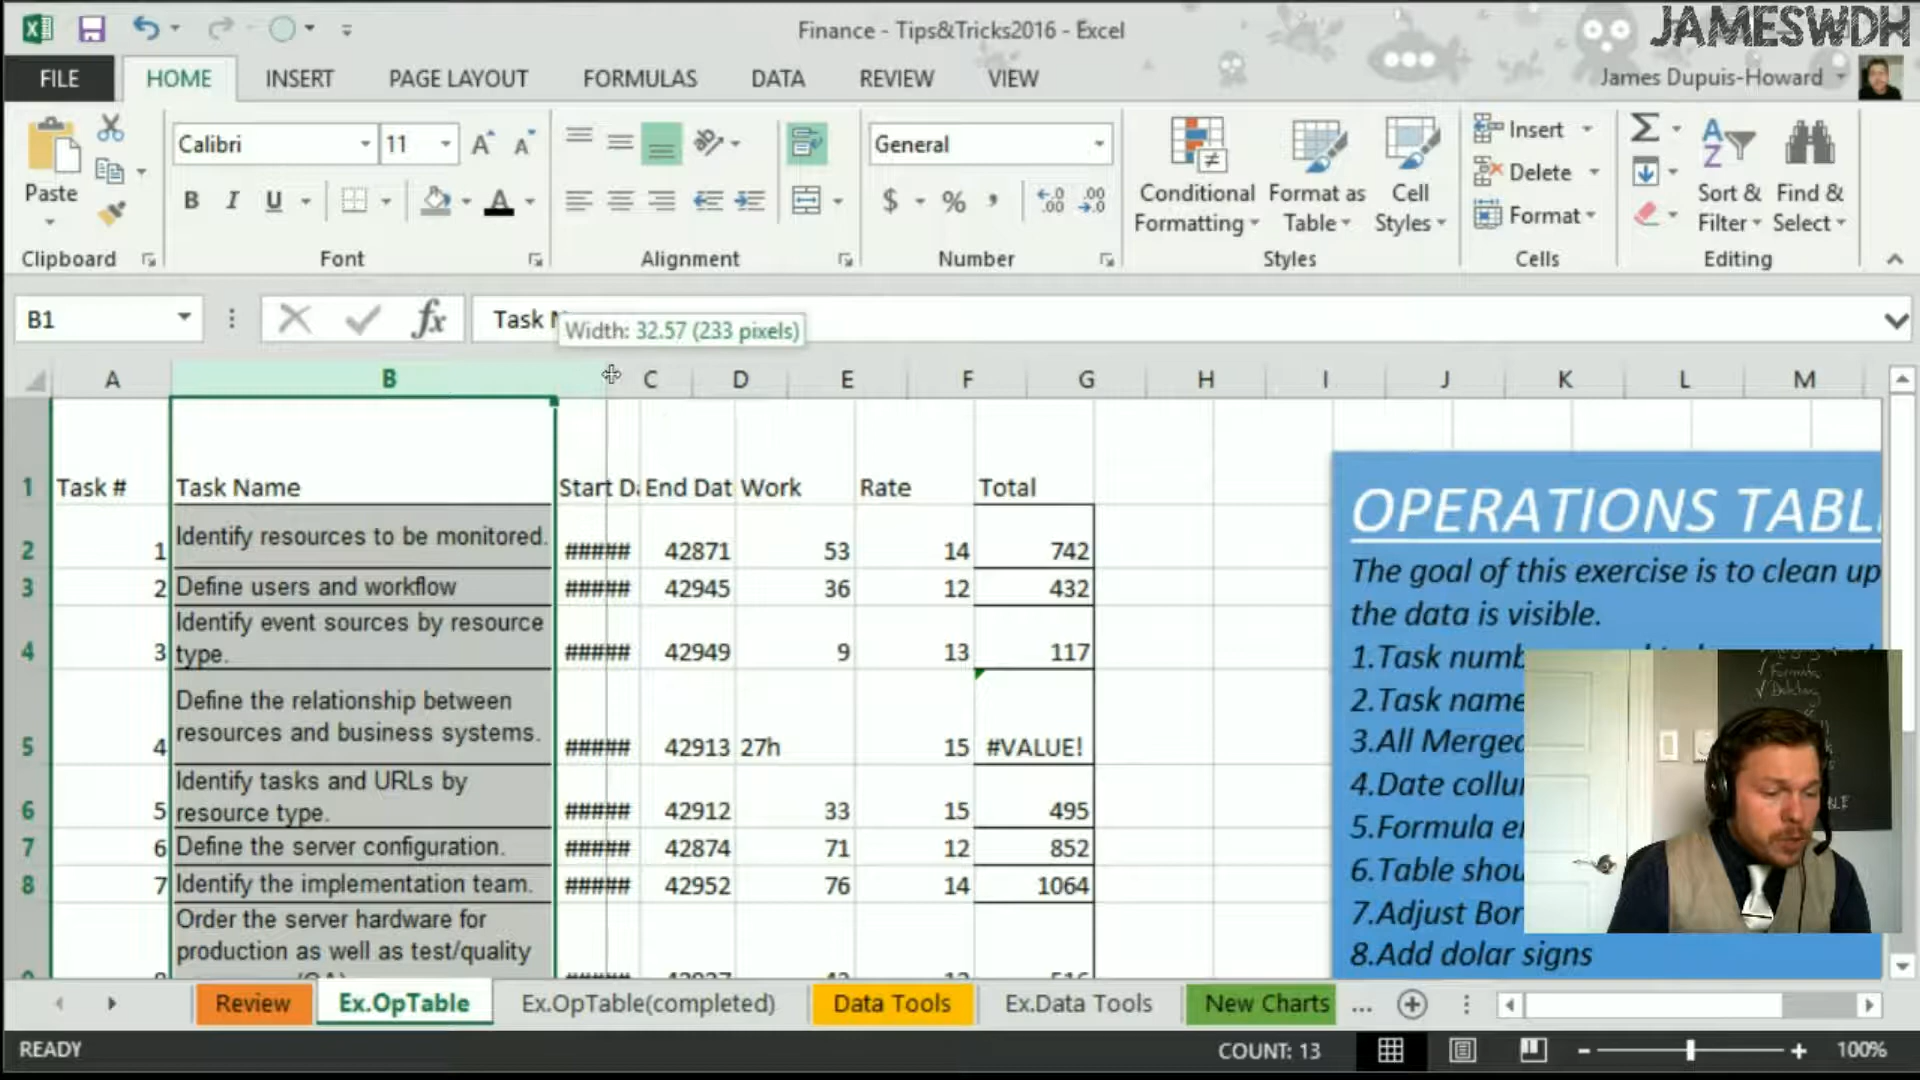 Finance - Tips&Tricks2016 - Excel
JAMESWDH
FILE HOME INSERT PAGE LAYOUT FORMULAS DATA REVIEW VIEW
James Dupuis-Howard
Paste
Calibri 11
B I U A
General
$ % ,
Conditional Formatting
Format as Table
Cell Styles
Insert
Delete
Format
Sort & Filter
Find & Select
Clipboard Font Alignment Number Styles Cells Editing
B1 fx Task N
Width: 32.57 (233 pixels)
A B C D E F G H I J K L M
1 Task # Task Name Start Da End Dat Work Rate Total
2 1 Identify resources to be monitored. ##### 42871 53 14 742
3 2 Define users and workflow ##### 42945 36 12 432
4 3 Identify event sources by resource type. ##### 42949 9 13 117
5 4 Define the relationship between resources and business systems. ##### 42913 27h 15 #VALUE!
6 5 Identify tasks and URLs by resource type. ##### 42912 33 15 495
7 6 Define the server configuration. ##### 42874 71 12 852
8 7 Identify the implementation team. ##### 42952 76 14 1064
Order the server hardware for
production as well as test/quality
OPERATIONS TABL
The goal of this exercise is to clean up
the data is visible.
1.Task numb
2.Task name
3.All Merged
4.Date collu
5.Formula e
6.Table shou
7.Adjust Bor
8.Add dolar signs
Review Ex.OpTable Ex.OpTable(completed) Data Tools Ex.Data Tools New Charts ...
READY COUNT: 13 100%